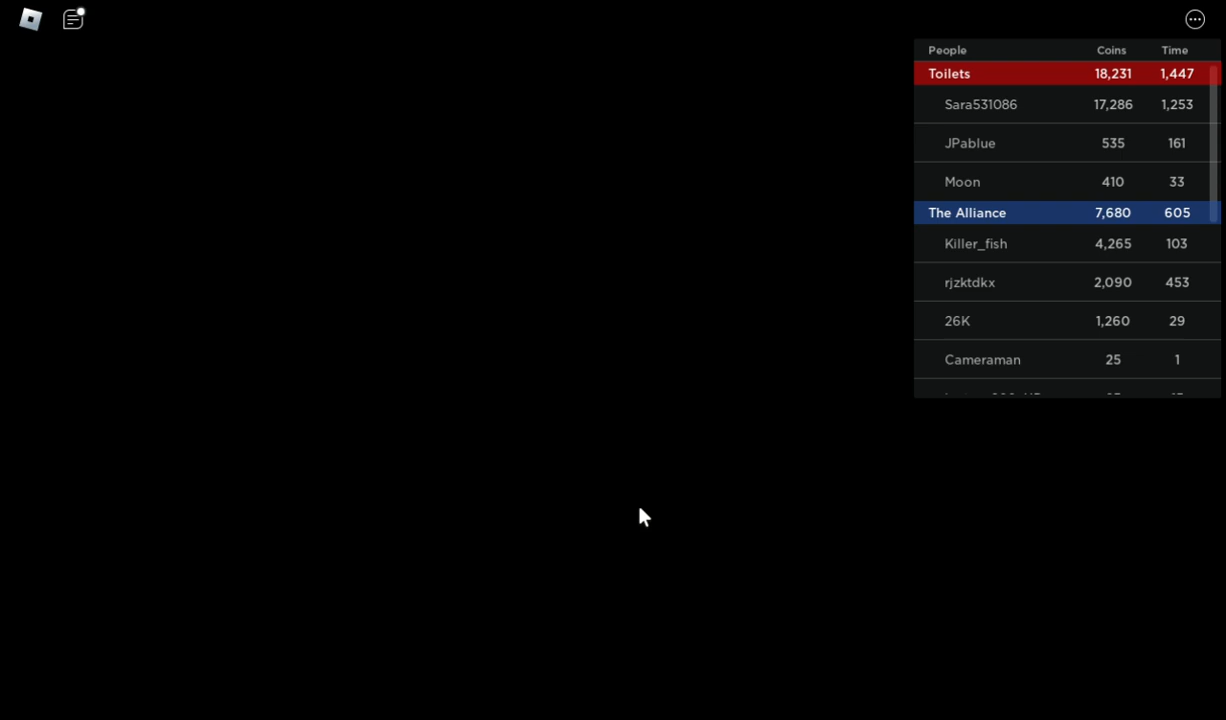 People Coins Time
Toilets 18,231 1,447
Sara531086 17,286 1,253
JPablue 535 161
Moon 410 33
The Alliance 7,680 605
Killer_fish 4,265 103
rjzktdkx 2,090 453
26K 1,260 29
Cameraman 25 1